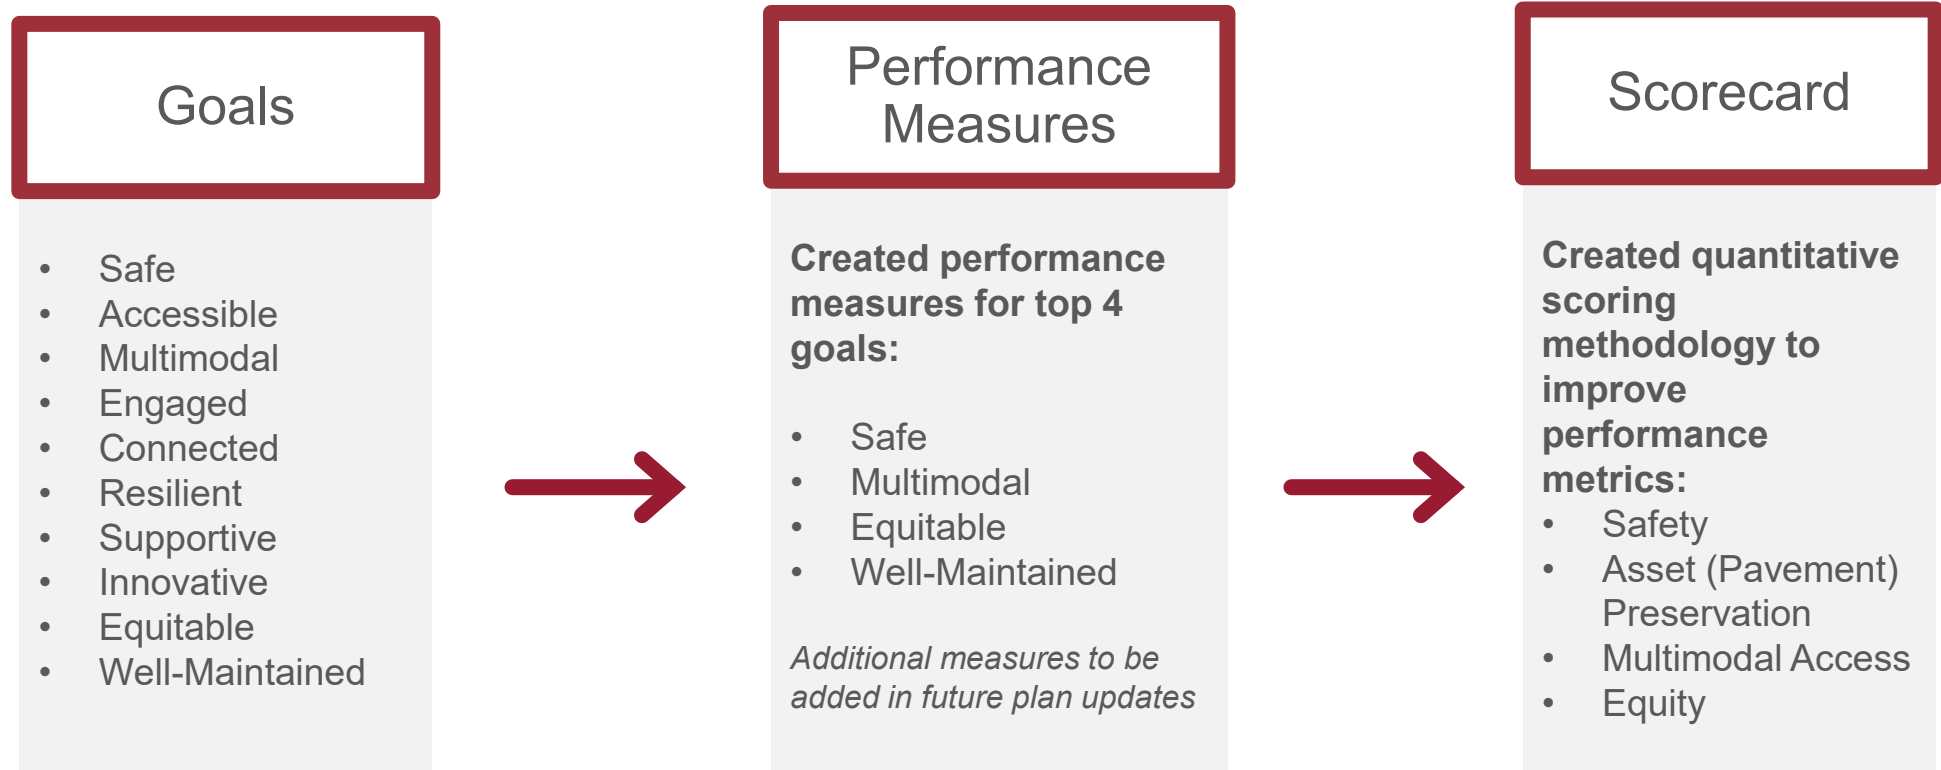 Goals
• Safe
• Accessible
• Multimodal
• Engaged
• Connected
• Resilient
• Supportive
• Innovative
• Equitable
• Well-Maintained
Performance
Measures
Created performance
measures for top 4
goals:
• Safe
• Multimodal
• Equitable
• Well-Maintained
Additional measures to be
added in future plan updates
Scorecard
Created quantitative
scoring
methodology to
improve
performance
metrics:
• Safety
• Asset (Pavement)
Preservation
• Multimodal Access
• Equity